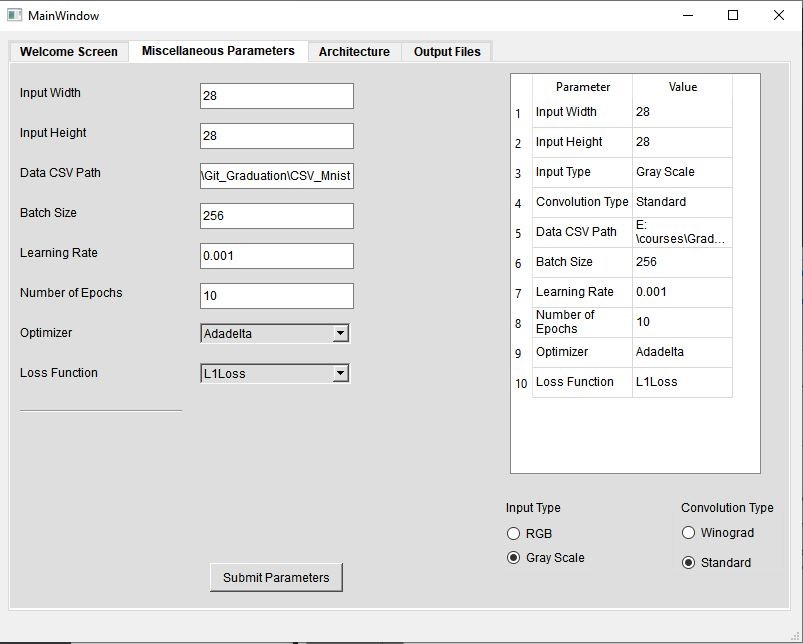 MainWindow
Welcome Screen
Miscellaneous Parameters
Architecture
Output Files
Input Width
28
Input Height
28
Data CSV Path
\Git_Graduation\CSV_Mnist
Batch Size
256
Learning Rate
0.001
Number of Epochs
10
Optimizer
Adadelta
Loss Function
L1Loss
Submit Parameters
Parameter Value
1 Input Width 28
2 Input Height 28
3 Input Type Gray Scale
4 Convolution Type Standard
5 Data CSV Path E:
\courses\Grad...
6 Batch Size 256
7 Learning Rate 0.001
8 Number of
Epochs 10
9 Optimizer Adadelta
10 Loss Function L1Loss
Input Type
RGB
Gray Scale
Convolution Type
Winograd
Standard